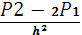 P2 − ₂P₁
h²